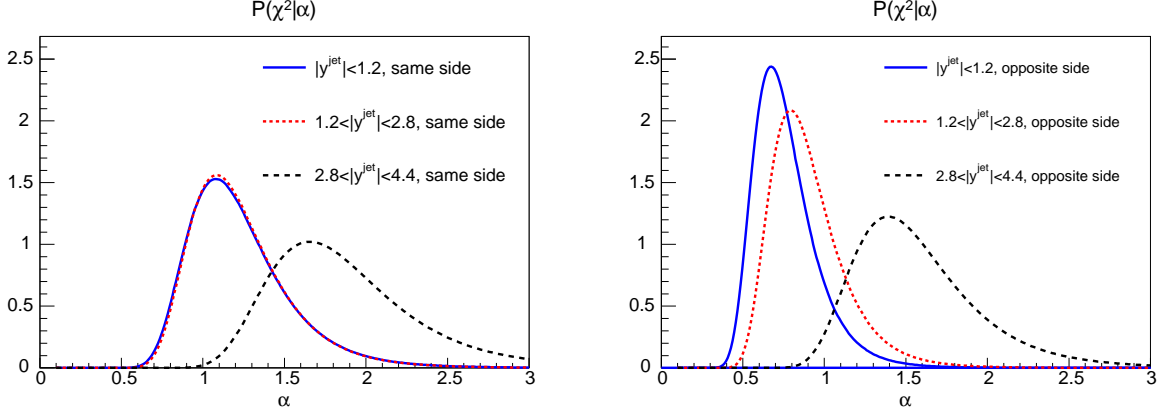 P(χ²|α)
2.5
2
1.5
1
0.5
0
0 0.5 1 1.5 2 2.5 3
α
|y^jet|<1.2, same side
1.2<|y^jet|<2.8, same side
2.8<|y^jet|<4.4, same side
P(χ²|α)
2.5
2
1.5
1
0.5
0
0 0.5 1 1.5 2 2.5 3
α
|y^jet|<1.2, opposite side
1.2<|y^jet|<2.8, opposite side
2.8<|y^jet|<4.4, opposite side